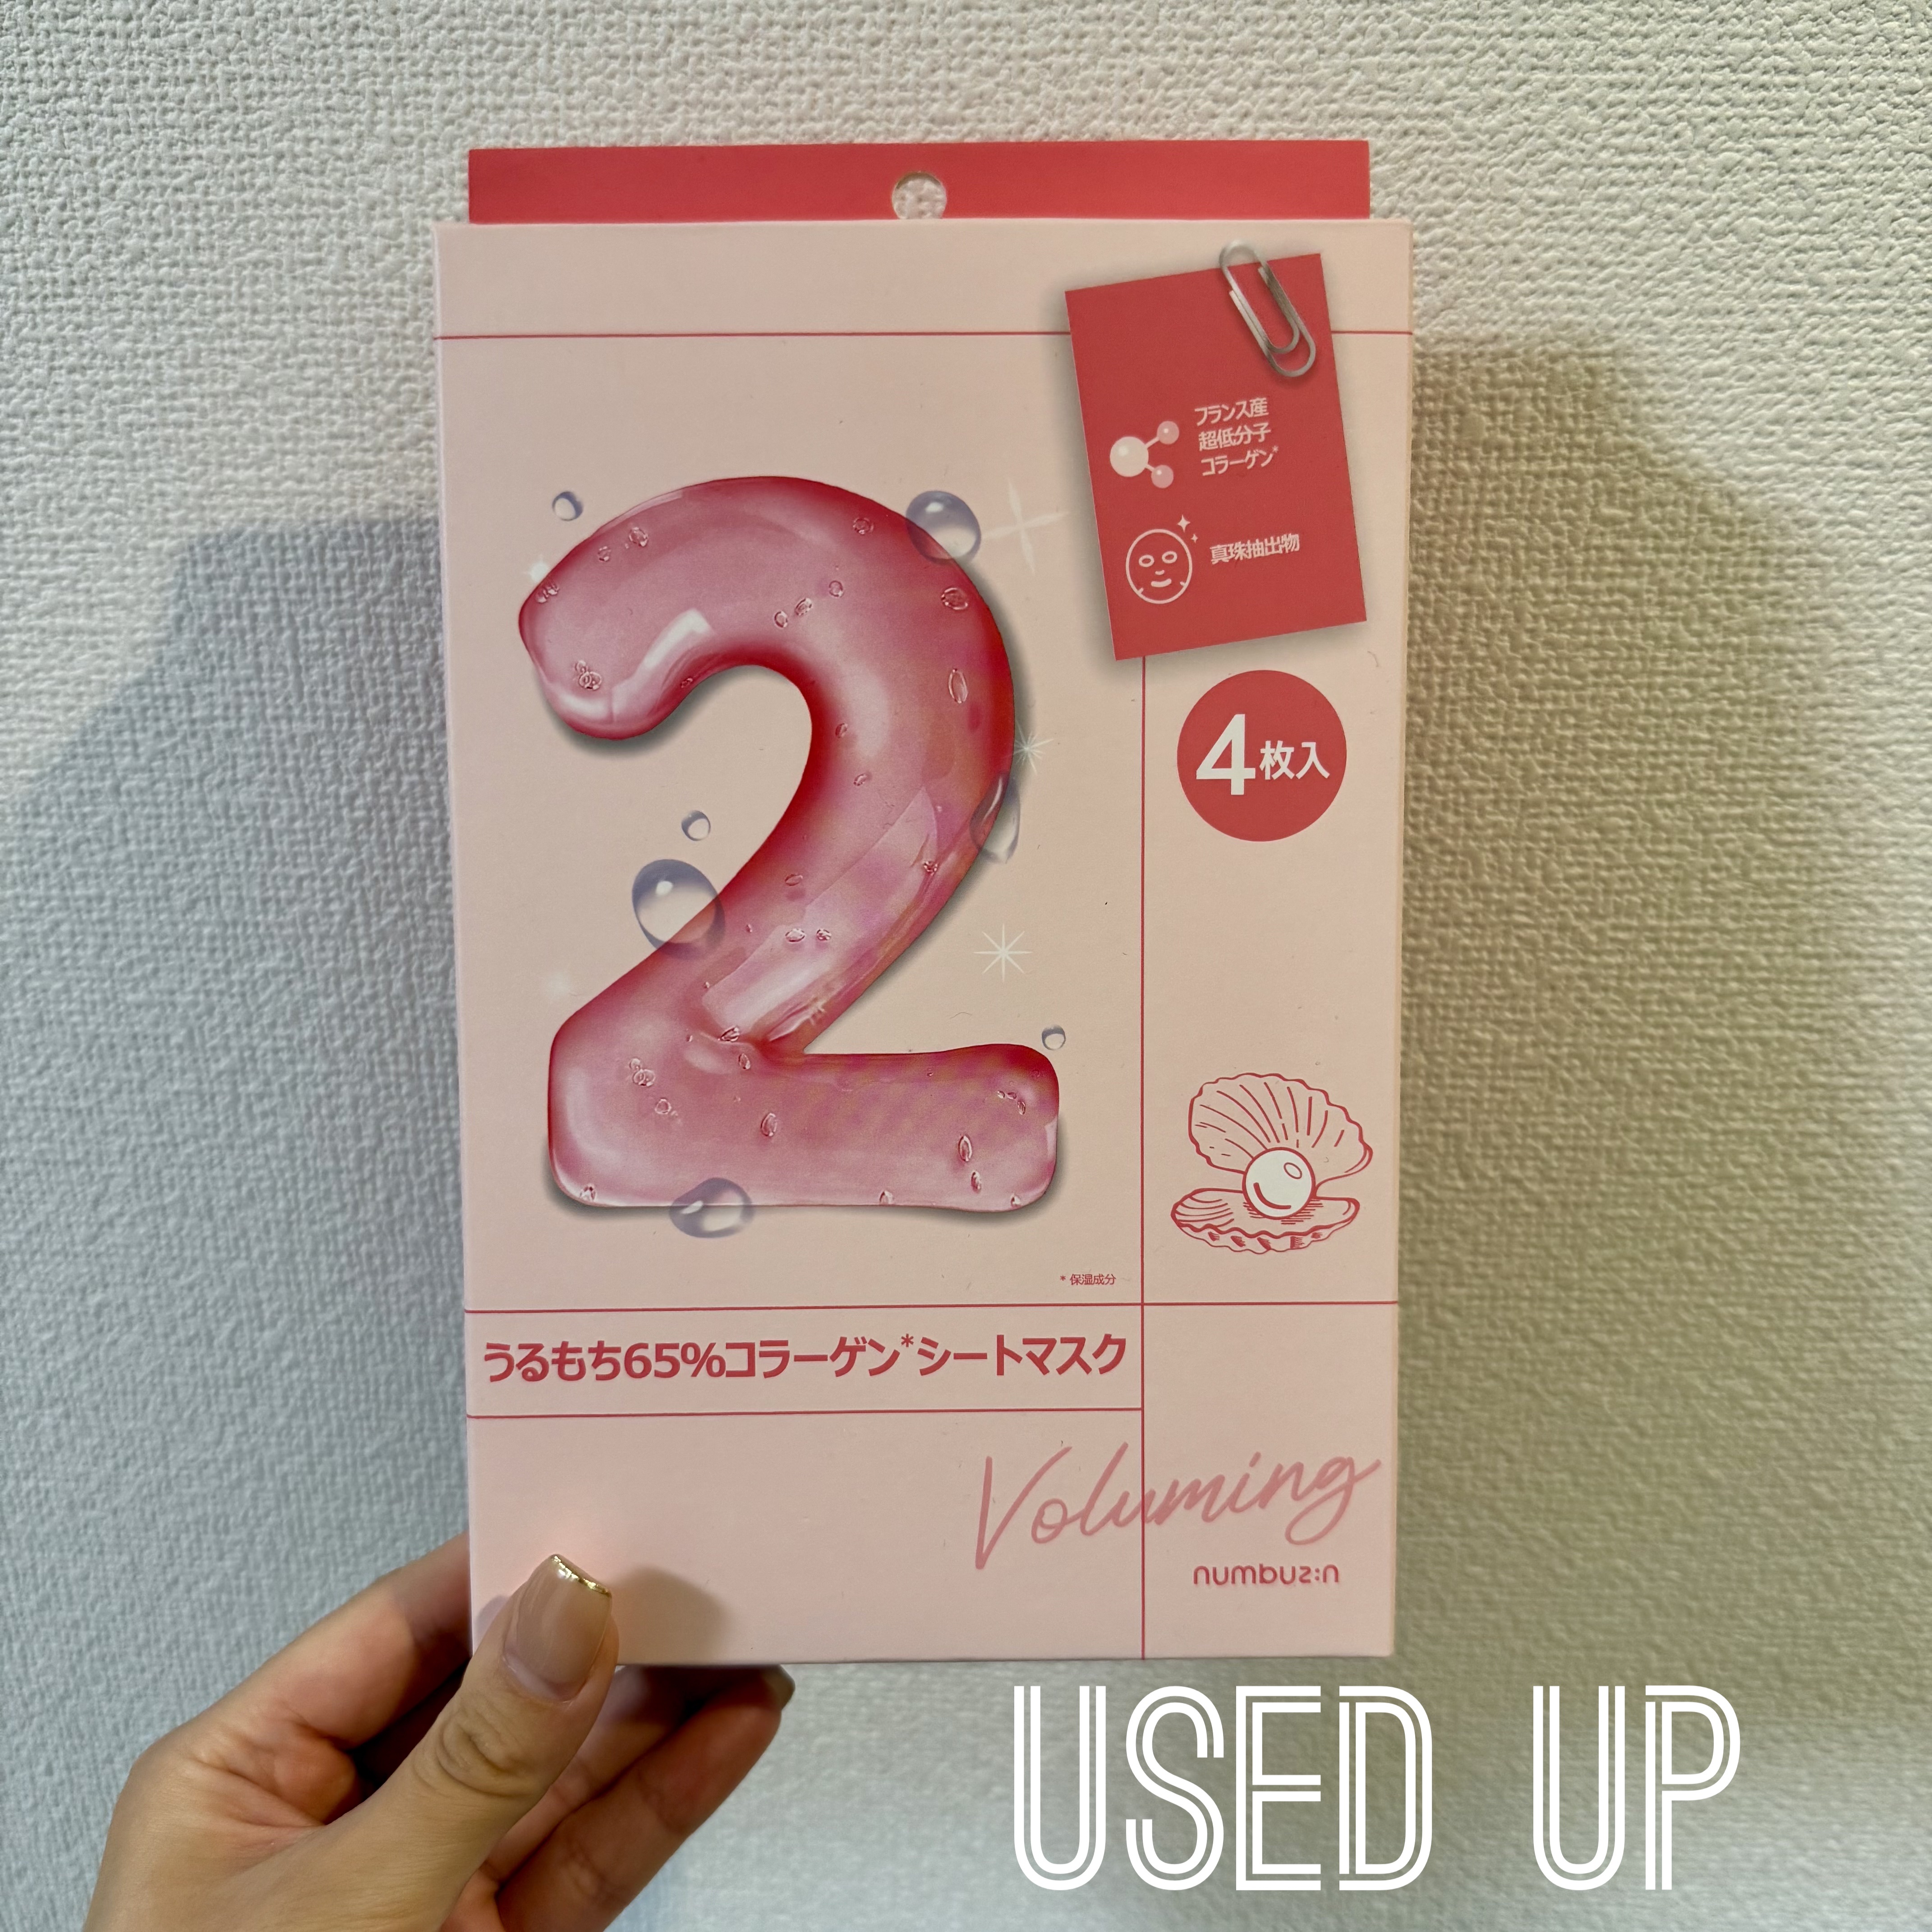 フランス産
超低分子
コラーゲン*
真珠抽出物
4枚入
2
* 保湿成分
うるもち65%コラーゲン*シートマスク
Voluming
numbuz:n
USED UP